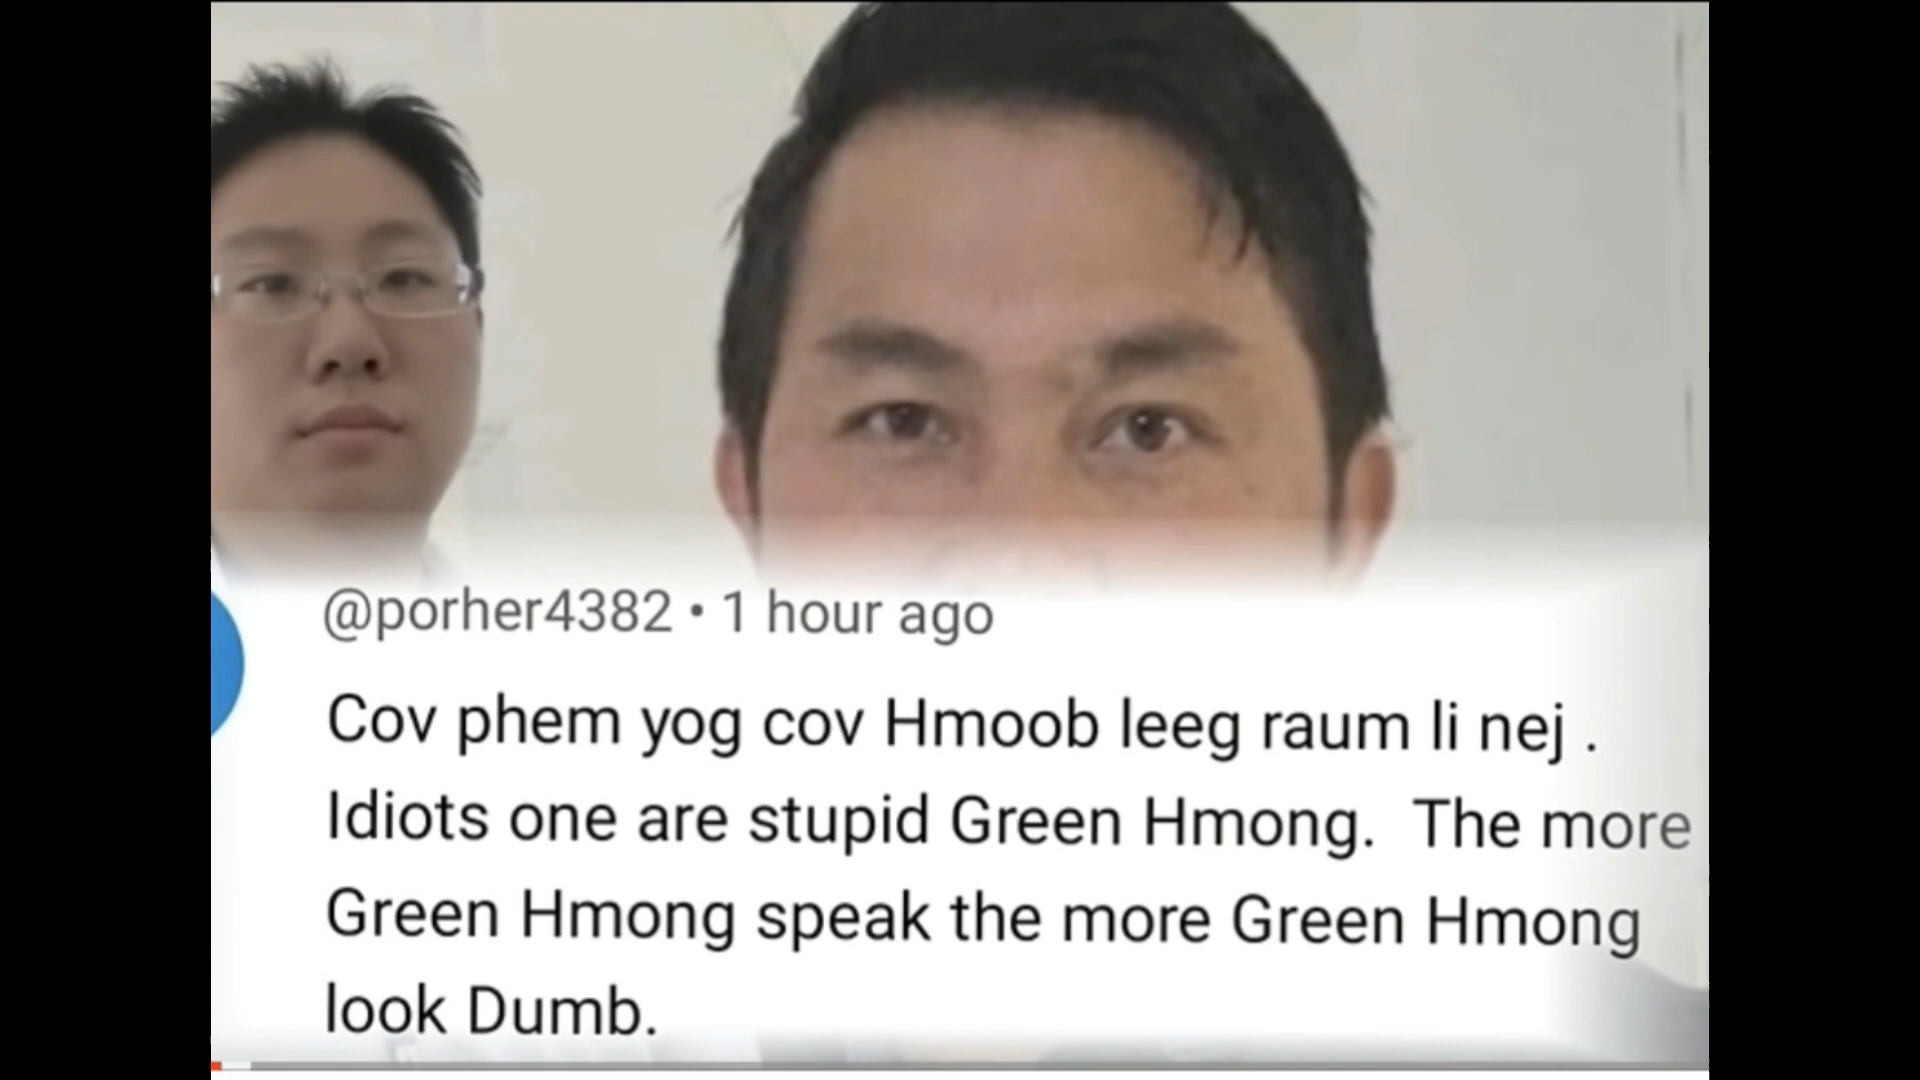 @porher4382 • 1 hour ago
Cov phem yog cov Hmoob leeg raum li nej .
Idiots one are stupid Green Hmong.  The more
Green Hmong speak the more Green Hmong
look Dumb.